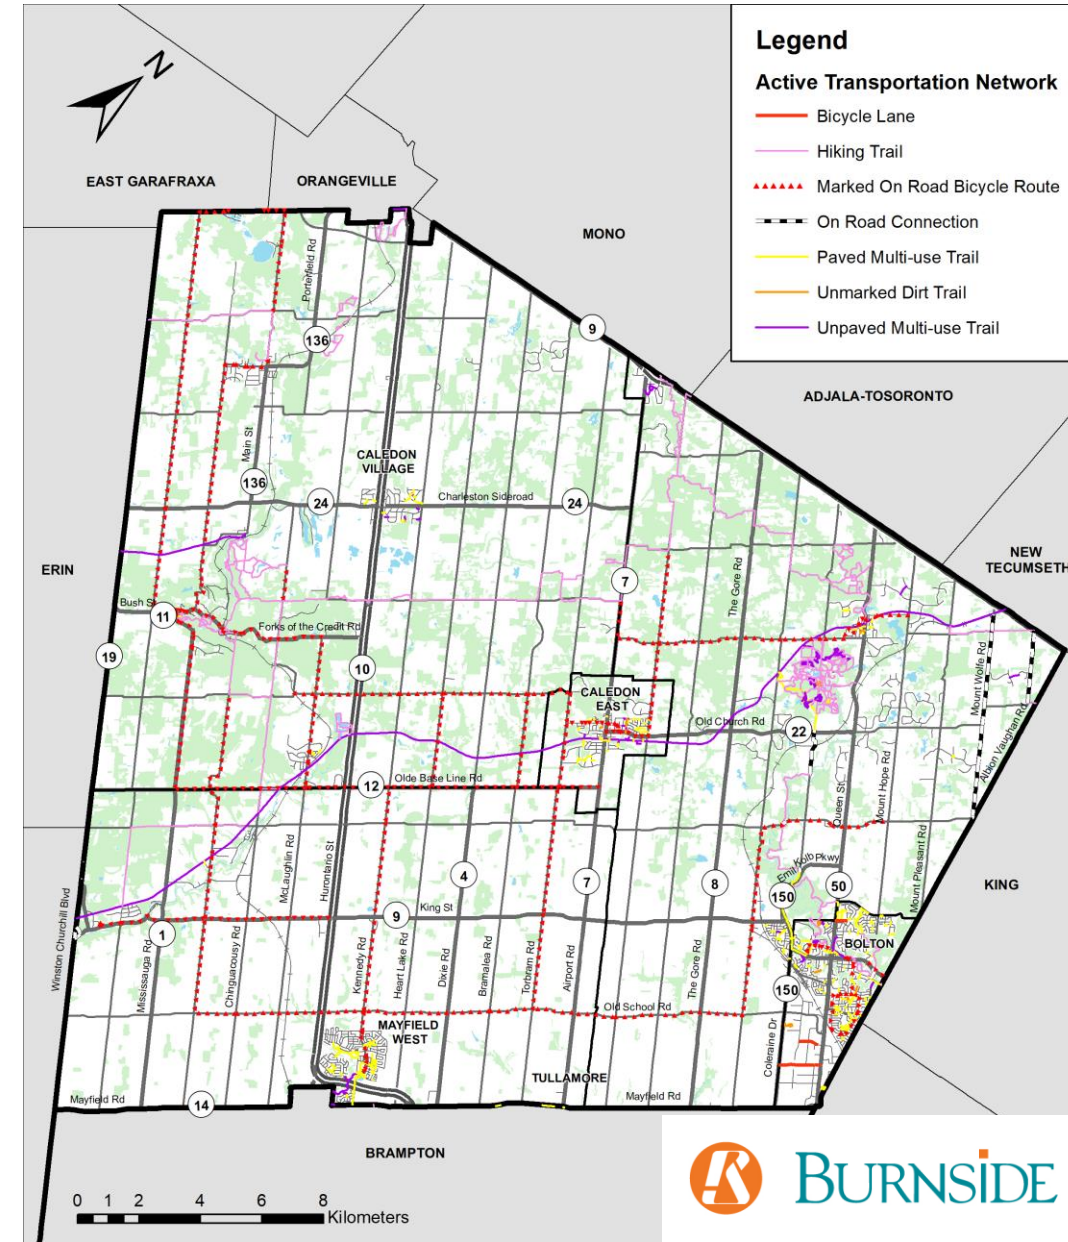 Legend
Active Transportation Network
Bicycle Lane
Hiking Trail
Marked On Road Bicycle Route
On Road Connection
Paved Multi-use Trail
Unmarked Dirt Trail
Unpaved Multi-use Trail
N
EAST GARAFRAXA
ORANGEVILLE
MONO
ADJALA-TOSORONTO
NEW
TECUMSETH
ERIN
KING
BRAMPTON
Porterfield Rd
136
9
Main St
136
CALEDON
VILLAGE
24
Charleston Sideroad
24
7
The Gore Rd
Bush St
11
Forks of the Credit Rd
19
10
CALEDON
EAST
Old Church Rd
22
Mount Wolfe Rd
Albion Vaughan Rd
12
Olde Base Line Rd
Queen St
Mount Hope Rd
Mount Pleasant Rd
McLaughlin Rd
Hurontario St
4
7
8
Emil Kolb Pkwy
150
50
Winston Churchill Blvd
1
9
King St
BOLTON
Mississauga Rd
Chinguacousy Rd
Kennedy Rd
Heart Lake Rd
Dixie Rd
Bramalea Rd
Torbram Rd
Airport Rd
The Gore Rd
150
Old School Rd
Coleraine Dr
MAYFIELD
WEST
TULLAMORE
Mayfield Rd
14
Mayfield Rd
0 1 2 4 6 8
Kilometers
BURNSIDE